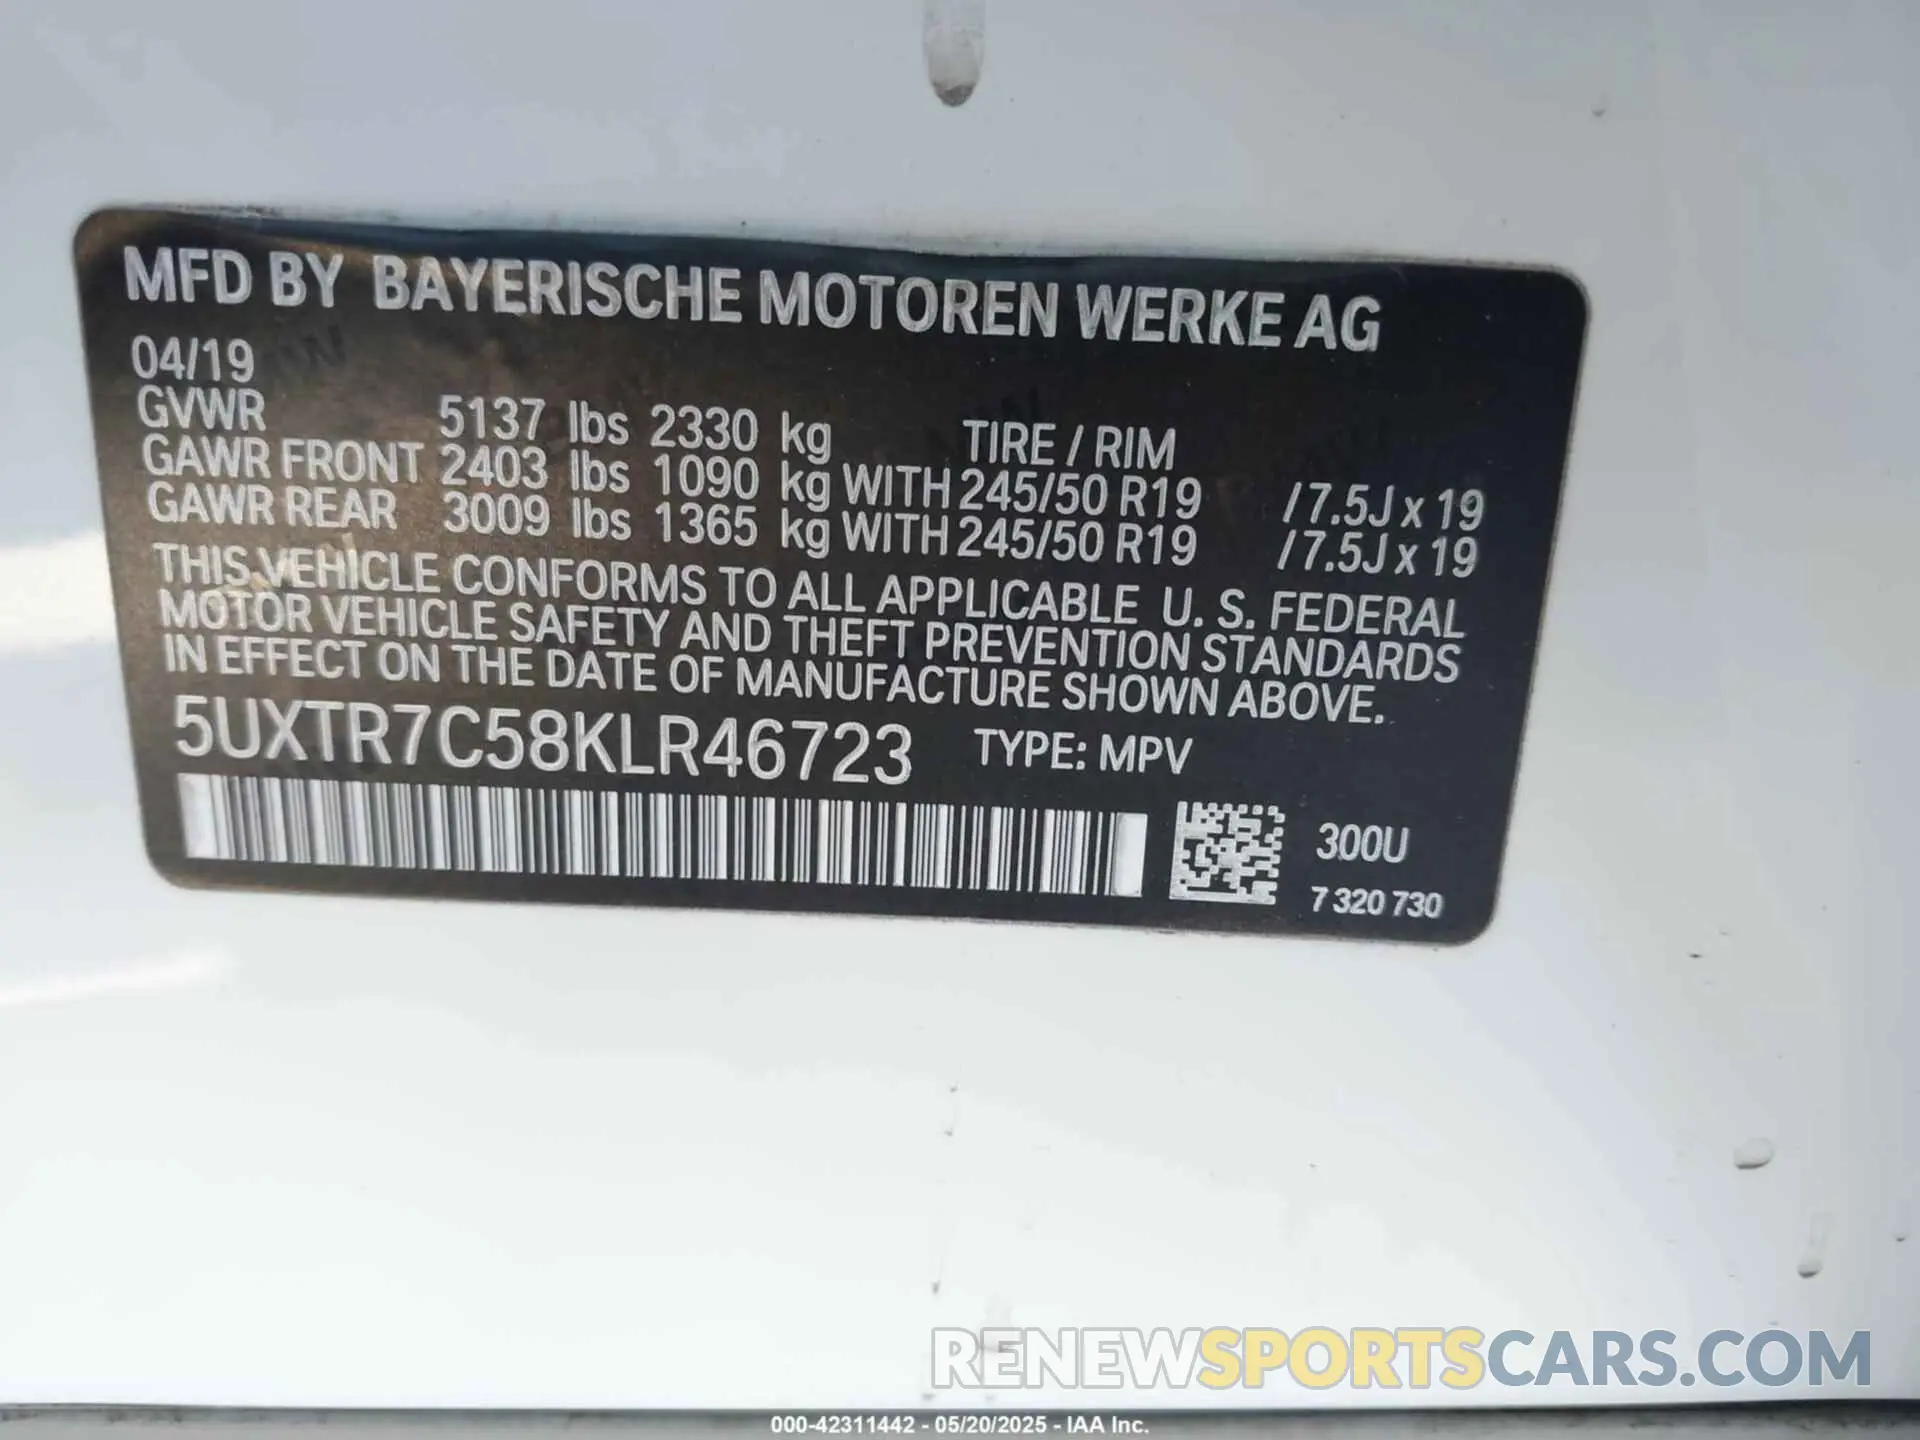 MFD BY BAYERISCHE MOTOREN WERKE AG
04/19
GVWR 5137 lbs 2330 kg TIRE / RIM
GAWR FRONT 2403 lbs 1090 kg WITH 245/50 R19 /7.5J x 19
GAWR REAR 3009 lbs 1365 kg WITH 245/50 R19 /7.5J x 19
THIS VEHICLE CONFORMS TO ALL APPLICABLE U. S. FEDERAL
MOTOR VEHICLE SAFETY AND THEFT PREVENTION STANDARDS
IN EFFECT ON THE DATE OF MANUFACTURE SHOWN ABOVE.
5UXTR7C58KLR46723 TYPE: MPV
300U
7 320 730
RENEWSPORTSCARS.COM
000-42311442 - 05/20/2025 - IAA Inc.